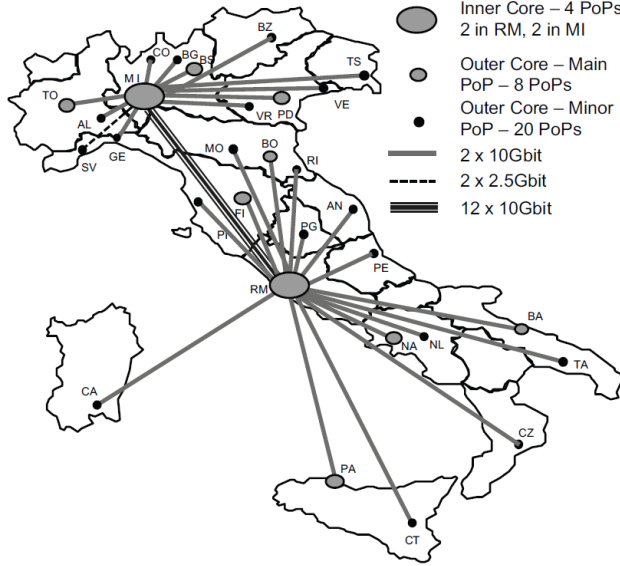 Inner Core – 4 PoPs
2 in RM, 2 in MI
Outer Core – Main
PoP – 8 PoPs
Outer Core – Minor
PoP – 20 PoPs
2 x 10Gbit
2 x 2.5Gbit
12 x 10Gbit
BZ
CO
BG
BS
TS
MI
TO
VE
AL
VR
PD
GE
SV
MO
BO
RI
FI
AN
PI
PG
PE
RM
BA
NA
NL
TA
CA
CZ
PA
CT